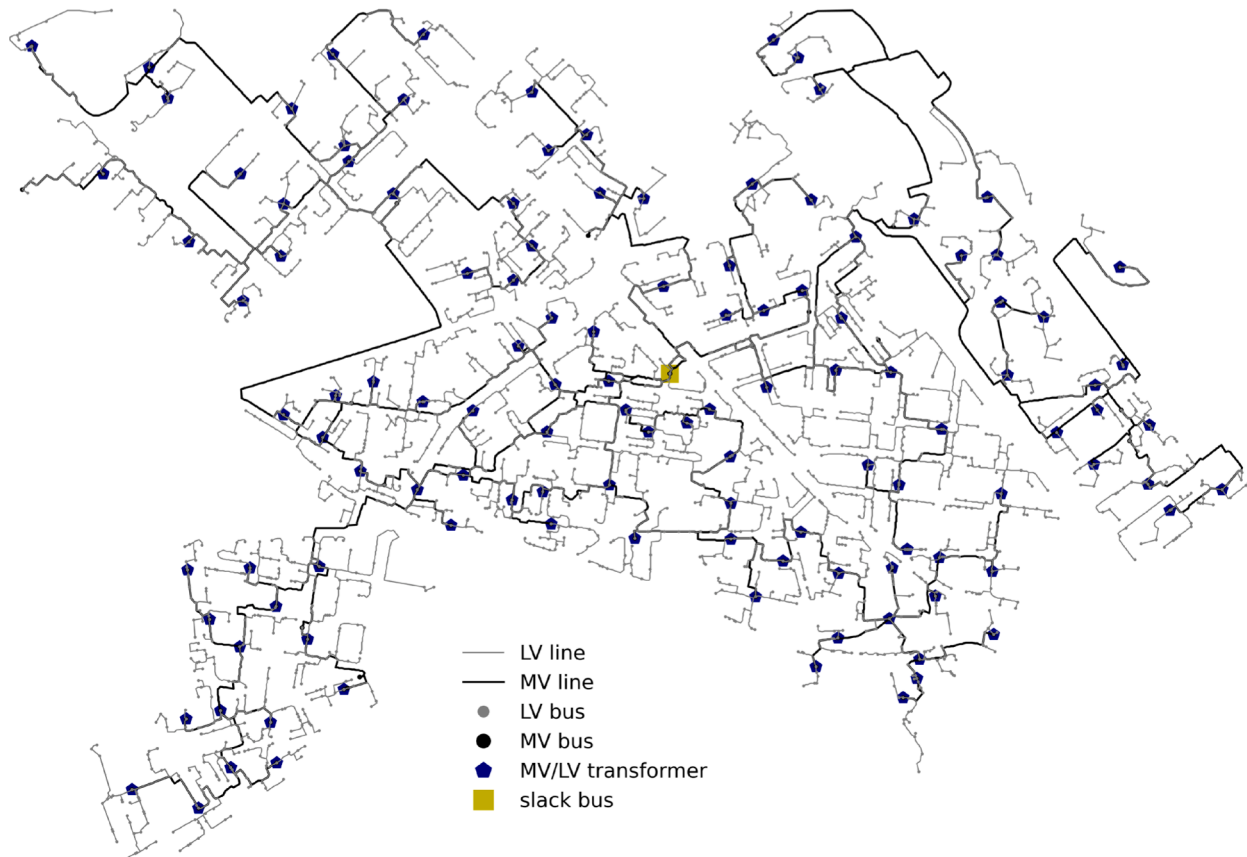 LV line
MV line
LV bus
MV bus
MV/LV transformer
slack bus